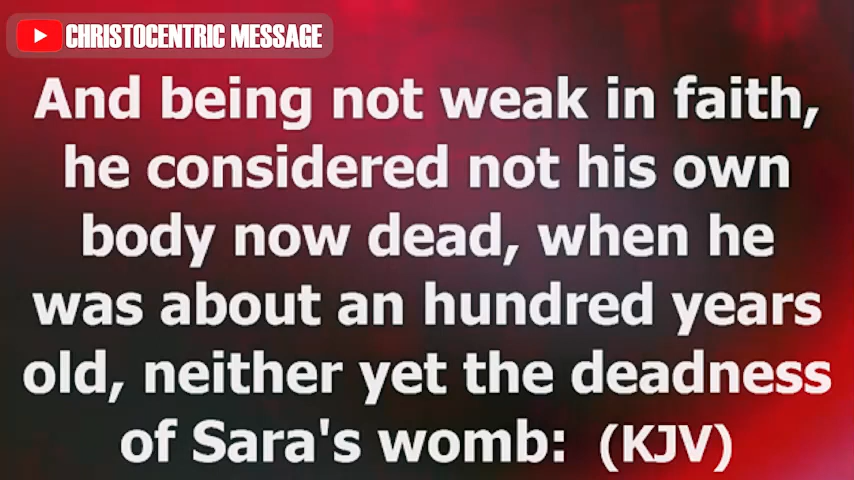 CHRISTOCENTRIC MESSAGE
And being not weak in faith,
he considered not his own
body now dead, when he
was about an hundred years
old, neither yet the deadness
of Sara's womb: (KJV)